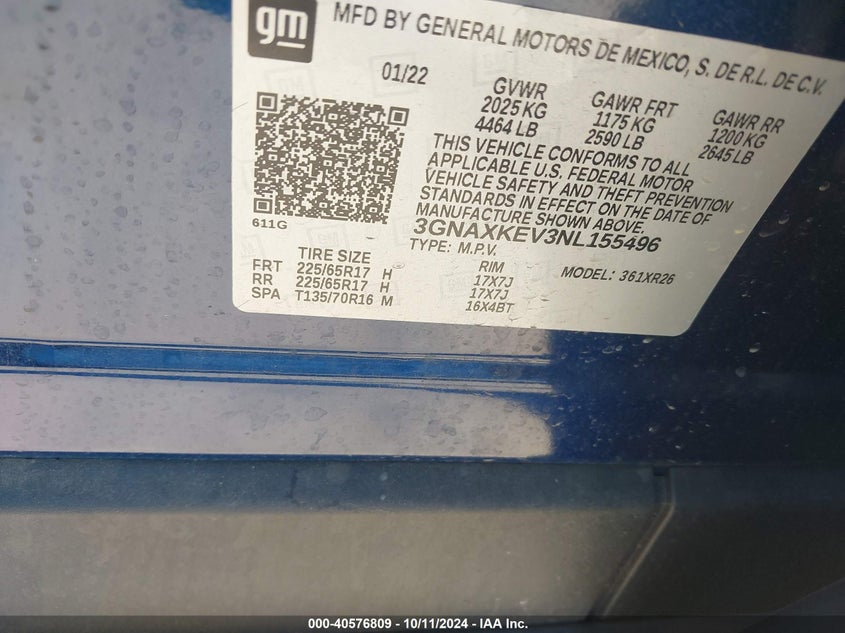 gm
MFD BY GENERAL MOTORS DE MEXICO, S. DE R.L. DE C.V.
01/22
GVWR
2025 KG
4464 LB
GAWR FRT
1175 KG
2590 LB
GAWR RR
1200 KG
2645 LB
THIS VEHICLE CONFORMS TO ALL
APPLICABLE U.S. FEDERAL MOTOR
VEHICLE SAFETY AND THEFT PREVENTION
STANDARDS IN EFFECT ON THE DATE OF
MANUFACTURE SHOWN ABOVE.
611G
3GNAXKEV3NL155496
TYPE: M.P.V.
MODEL: 361XR26
TIRE SIZE RIM
FRT 225/65R17 H 17X7J
RR 225/65R17 H 17X7J
SPA T135/70R16 M 16X4BT
000-40576809 - 10/11/2024 - IAA Inc.